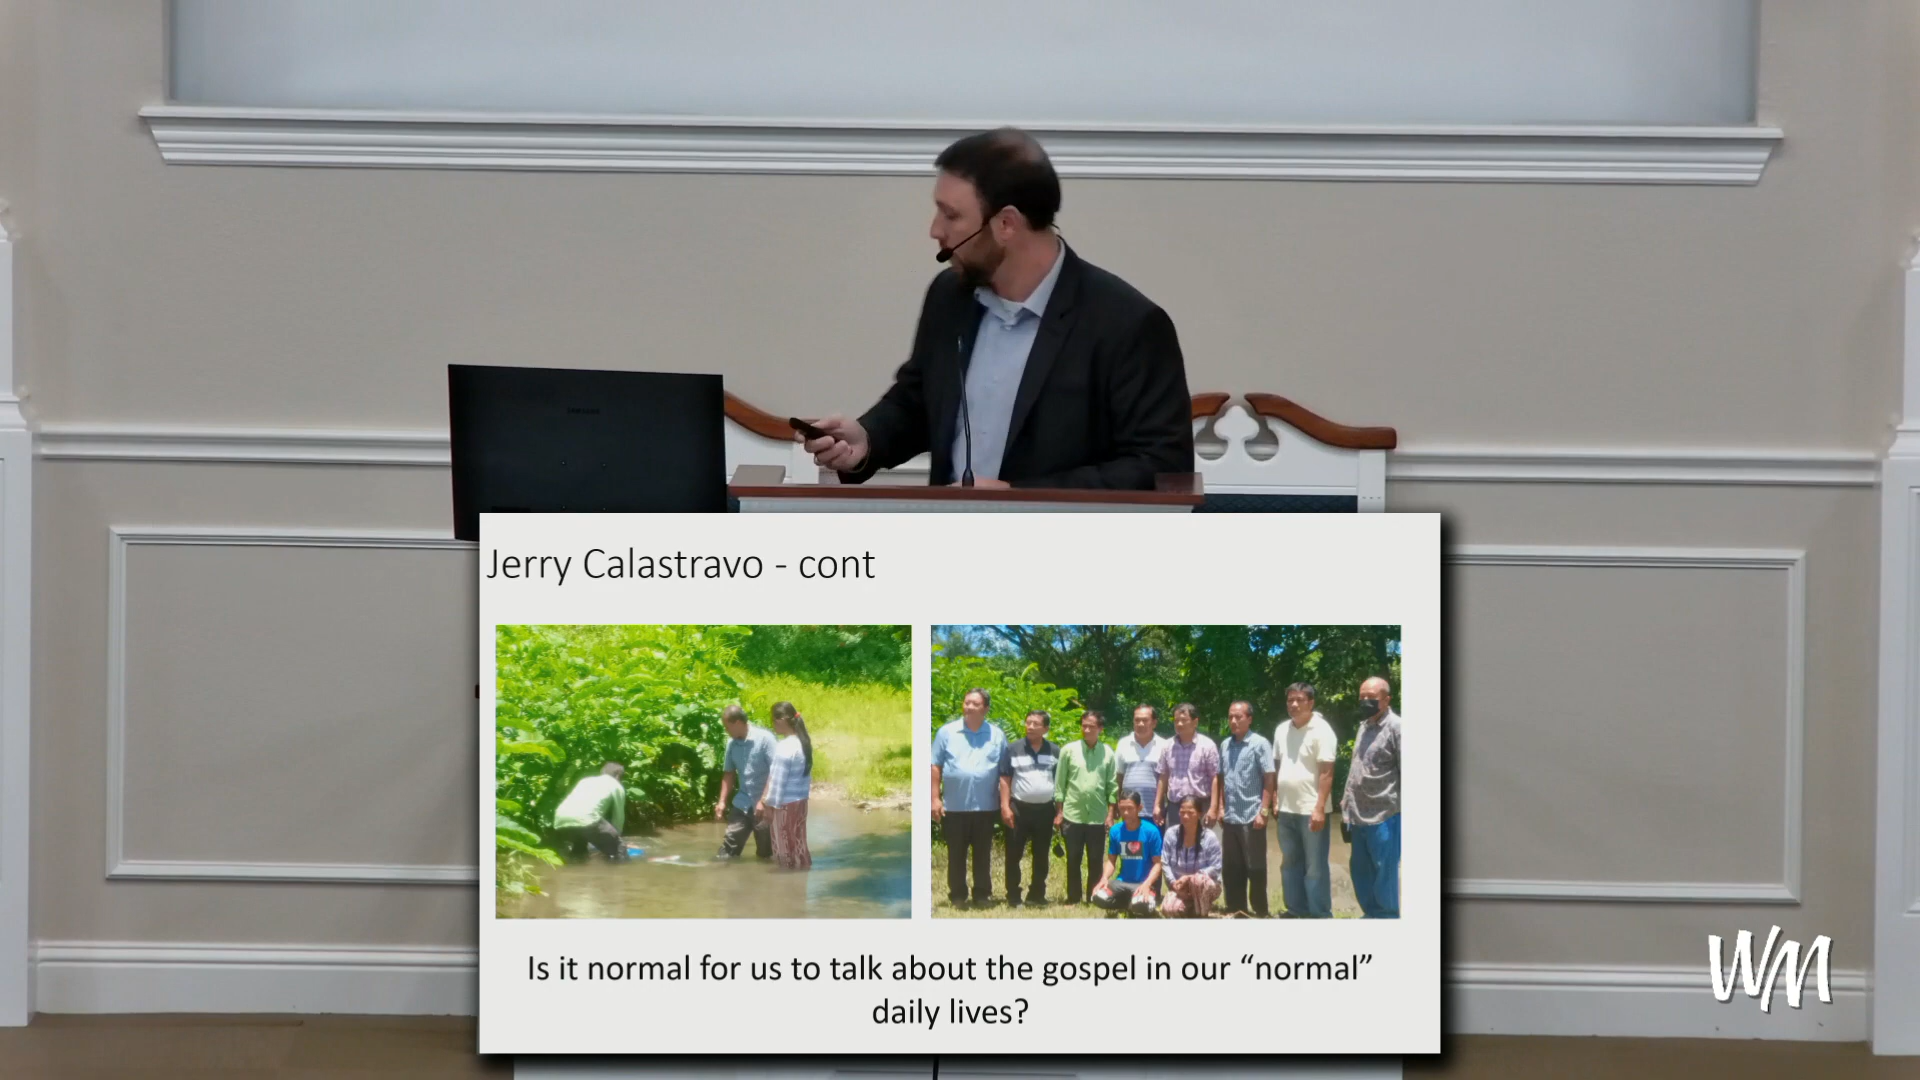 SAMSUNG
Jerry Calastravo - cont
Is it normal for us to talk about the gospel in our “normal”
daily lives?
WM